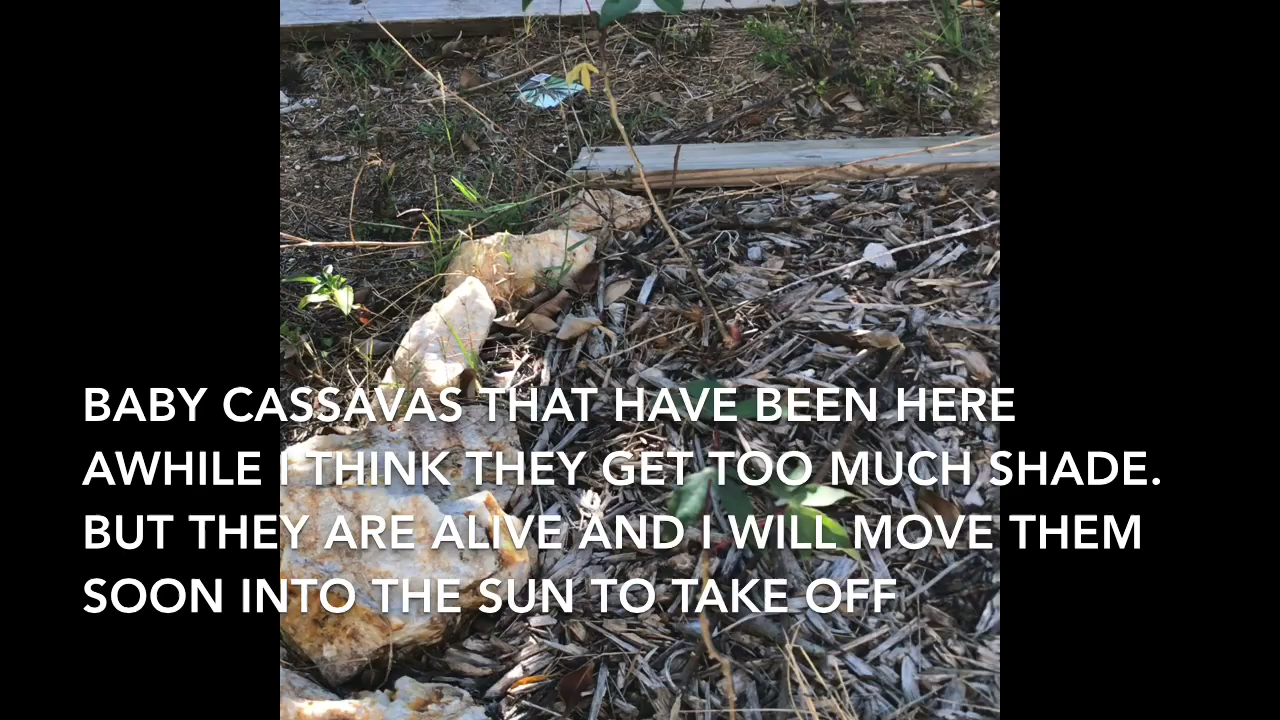 BABY CASSAVAS THAT HAVE BEEN HERE
AWHILE I THINK THEY GET TOO MUCH SHADE.
BUT THEY ARE ALIVE AND I WILL MOVE THEM
SOON INTO THE SUN TO TAKE OFF